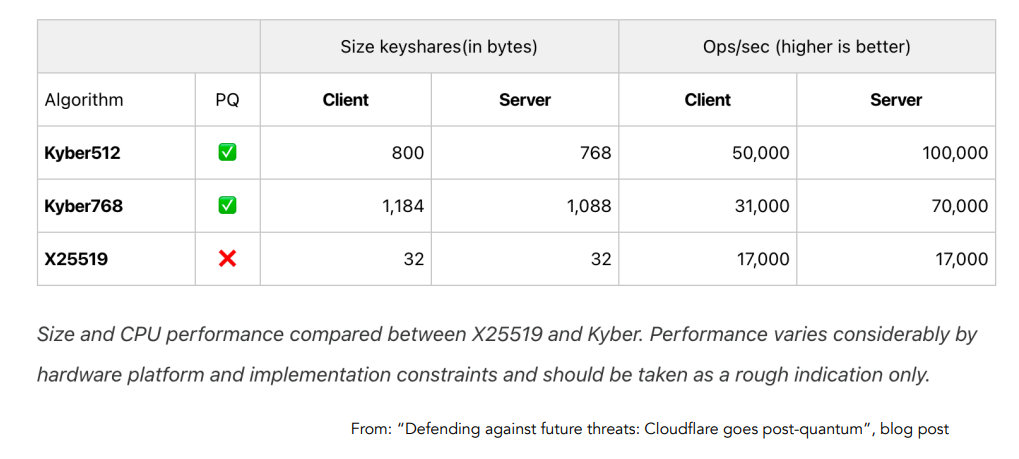 Size keyshares(in bytes) Ops/sec (higher is better)
Algorithm PQ Client Server Client Server
Kyber512 ✅ 800 768 50,000 100,000
Kyber768 ✅ 1,184 1,088 31,000 70,000
X25519 ❌ 32 32 17,000 17,000
Size and CPU performance compared between X25519 and Kyber. Performance varies considerably by
hardware platform and implementation constraints and should be taken as a rough indication only.
From: “Defending against future threats: Cloudflare goes post-quantum”, blog post